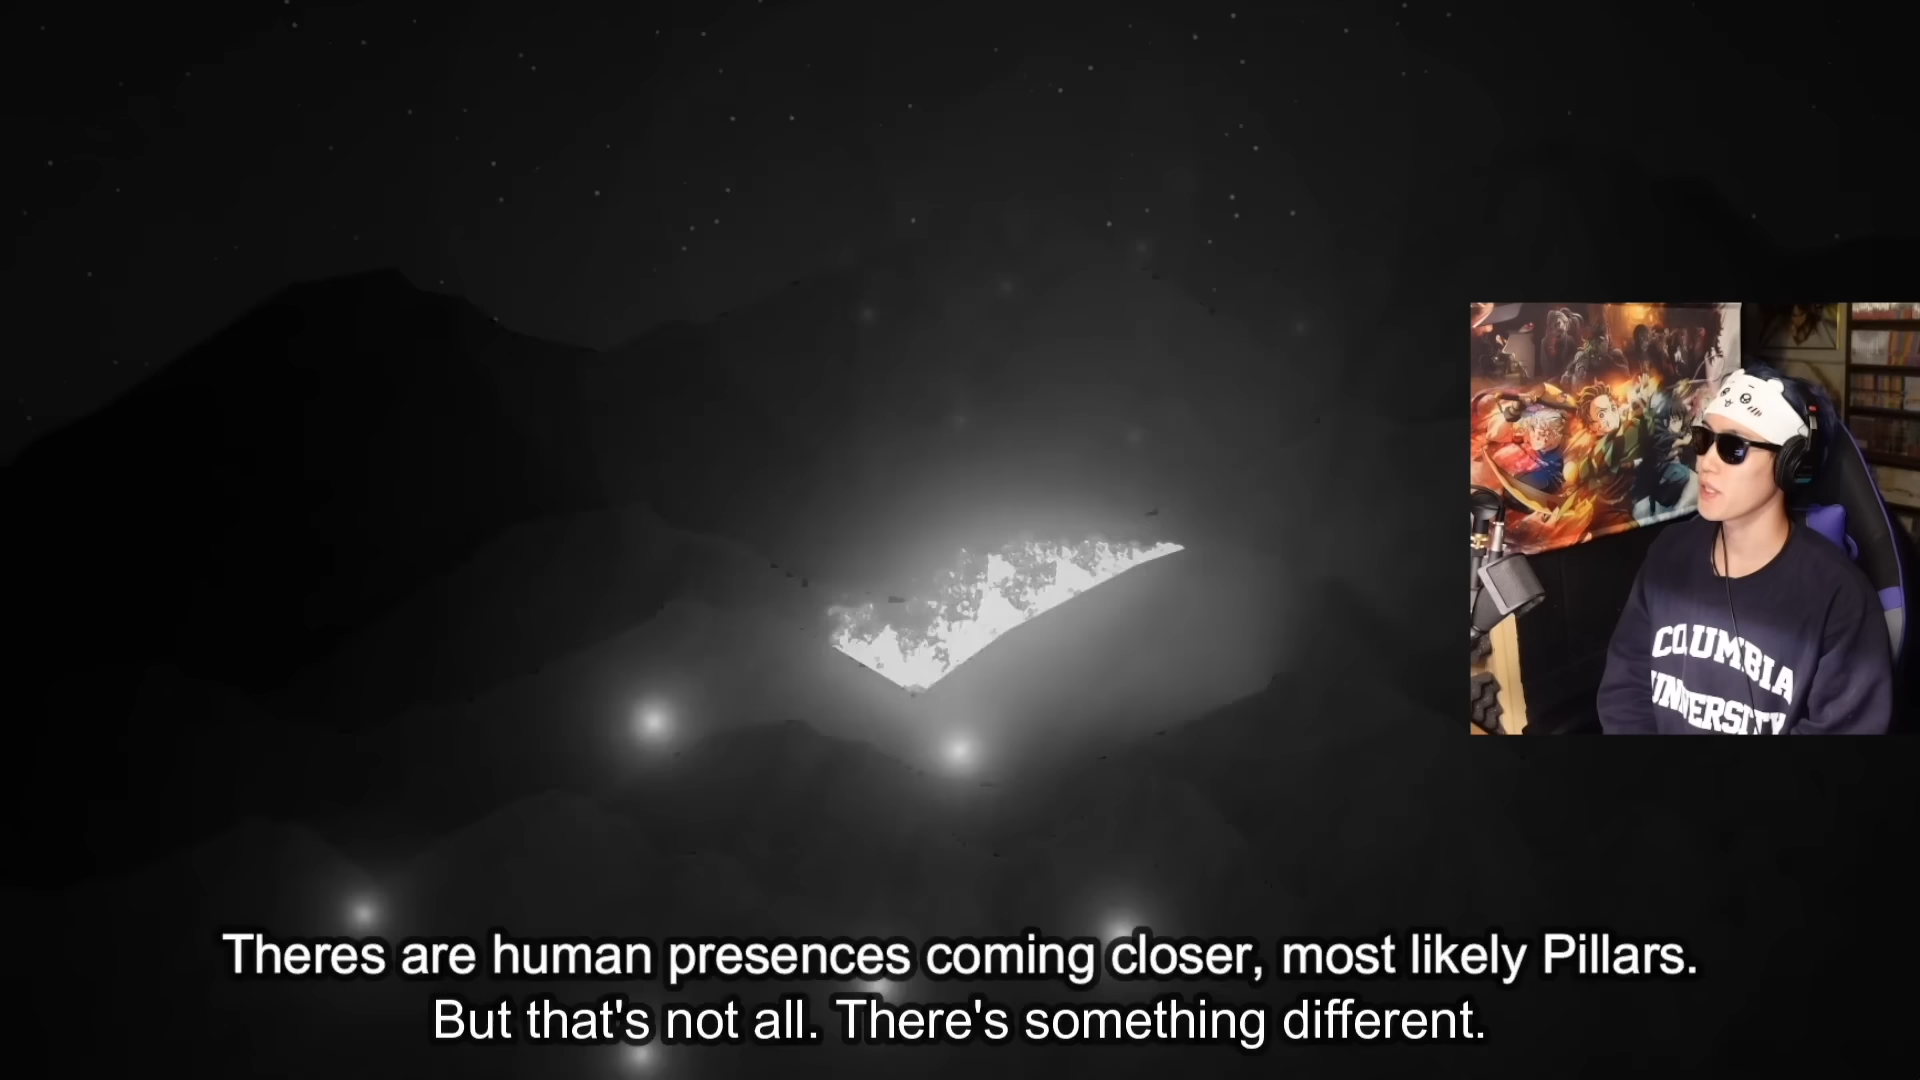 COLUMBIA
UNIVERSITY
Theres are human presences coming closer, most likely Pillars.
But that's not all. There's something different.